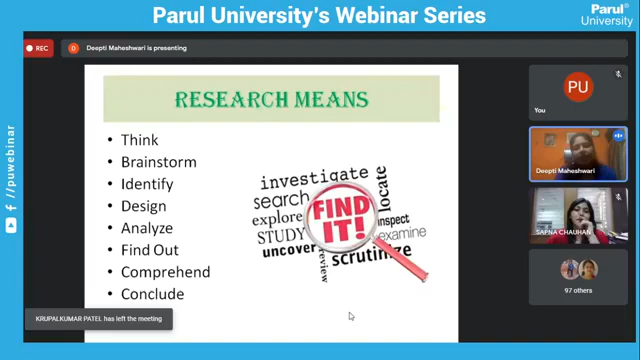 Parul University's Webinar Series
Parul®
University
REC
D
Deepti Maheshwari is presenting
RESEARCH MEANS
• Think
• Brainstorm
• Identify
• Design
• Analyze
• Find Out
• Comprehend
• Conclude
investigate
search
explore
STUDY
uncover
review
scrutinize
FIND
IT!
locate
inspect
examine
PU
You
Deepti Maheshwari
SAPNA CHAUHAN
97 others
KRUPALKUMAR PATEL has left the meeting
f //puwebinar